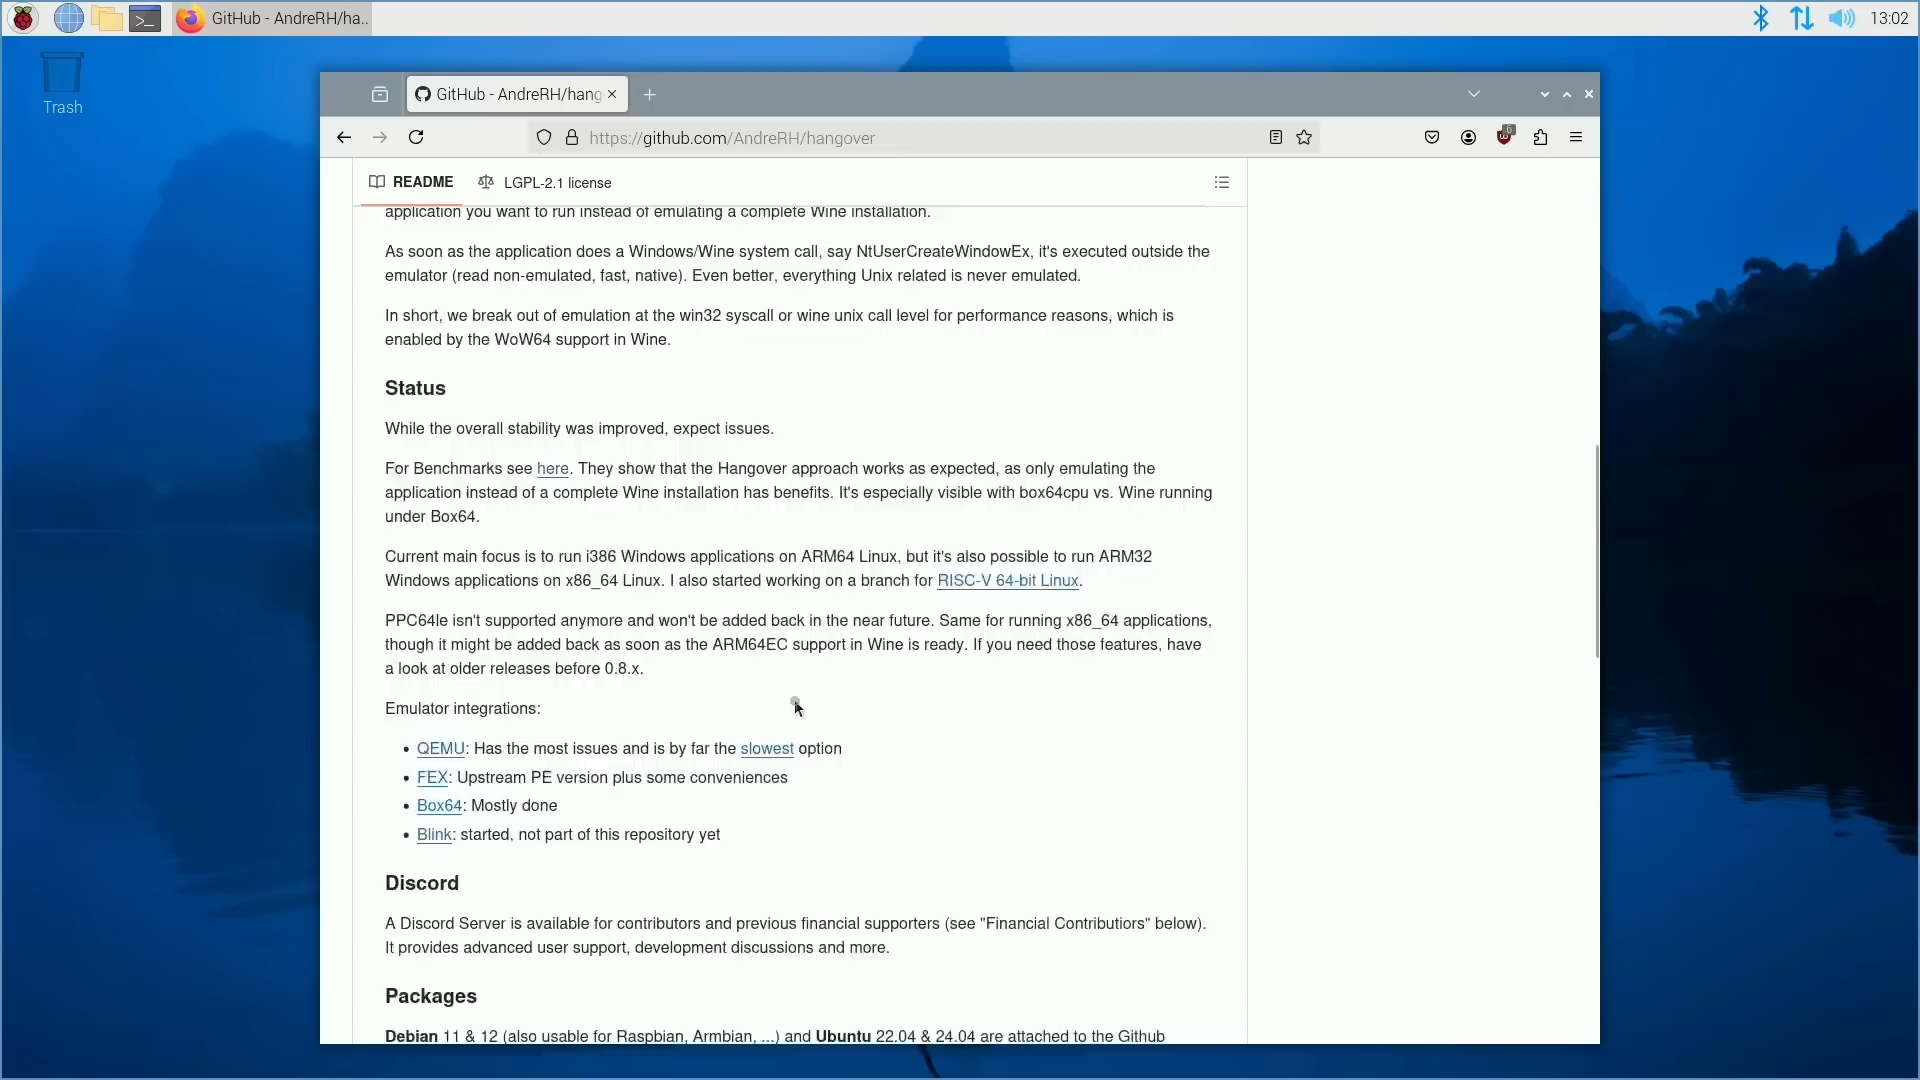 GitHub - AndreRH/ha..
13:02
Trash
GitHub - AndreRH/hang
https://github.com/AndreRH/hangover
6
README
LGPL-2.1 license
application you want to run instead of emulating a complete Wine installation.
As soon as the application does a Windows/Wine system call, say NtUserCreateWindowEx, it's executed outside the
emulator (read non-emulated, fast, native). Even better, everything Unix related is never emulated.
In short, we break out of emulation at the win32 syscall or wine unix call level for performance reasons, which is
enabled by the WoW64 support in Wine.
Status
While the overall stability was improved, expect issues.
For Benchmarks see here. They show that the Hangover approach works as expected, as only emulating the
application instead of a complete Wine installation has benefits. It's especially visible with box64cpu vs. Wine running
under Box64.
Current main focus is to run i386 Windows applications on ARM64 Linux, but it's also possible to run ARM32
Windows applications on x86_64 Linux. I also started working on a branch for RISC-V 64-bit Linux.
PPC64le isn't supported anymore and won't be added back in the near future. Same for running x86_64 applications,
though it might be added back as soon as the ARM64EC support in Wine is ready. If you need those features, have
a look at older releases before 0.8.x.
Emulator integrations:
• QEMU: Has the most issues and is by far the slowest option
• FEX: Upstream PE version plus some conveniences
• Box64: Mostly done
• Blink: started, not part of this repository yet
Discord
A Discord Server is available for contributors and previous financial supporters (see "Financial Contributiors" below).
It provides advanced user support, development discussions and more.
Packages
Debian 11 & 12 (also usable for Raspbian, Armbian, ...) and Ubuntu 22.04 & 24.04 are attached to the Github